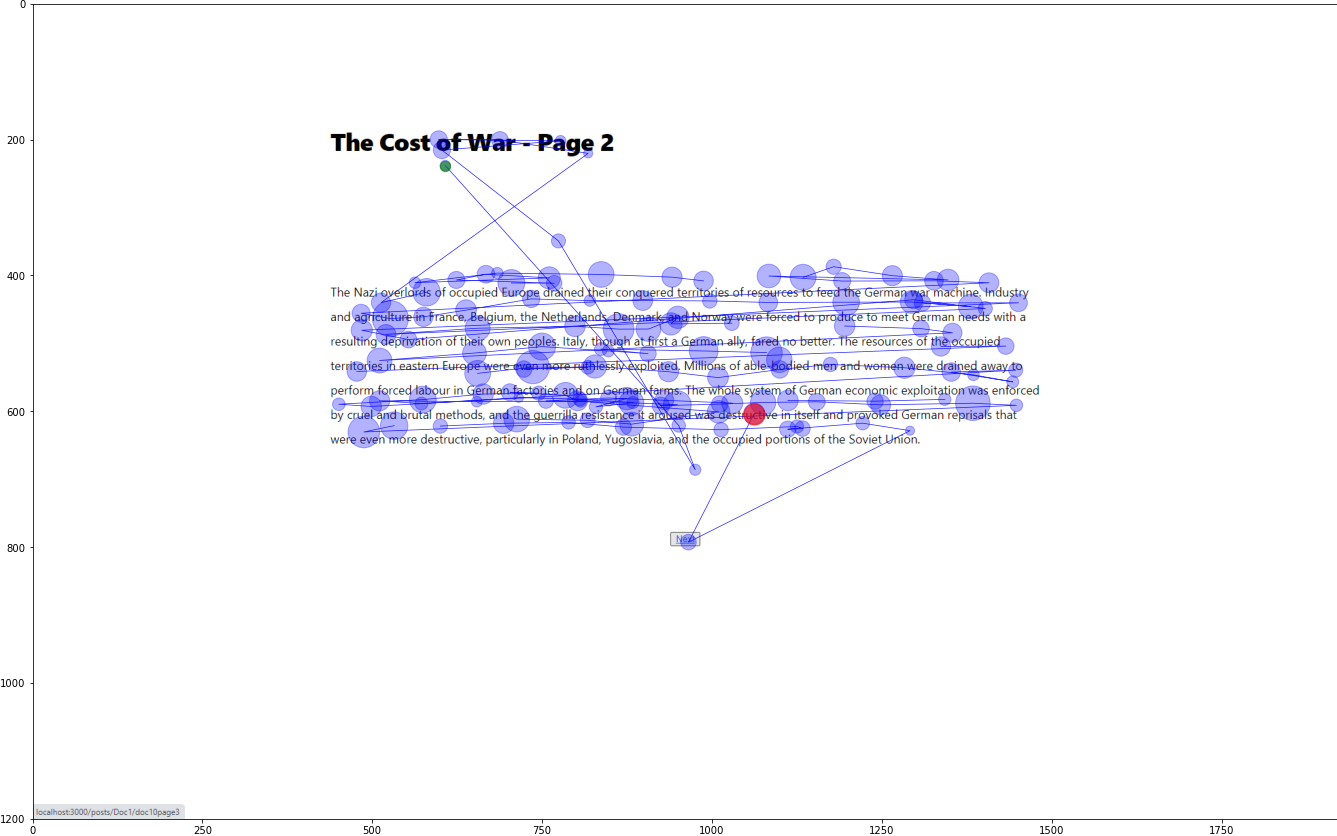 0
200
400
600
800
1000
1200
0
250
500
750
1000
1250
1500
1750
The Cost of War - Page 2
The Nazi overlords of occupied Europe drained their conquered territories of resources to feed the German war machine. Industry
and agriculture in France, Belgium, the Netherlands, Denmark, and Norway were forced to produce to meet German needs with a
resulting deprivation of their own peoples. Italy, though at first a German ally, fared no better. The resources of the occupied
territories in eastern Europe were even more ruthlessly exploited. Millions of able-bodied men and women were drained away to
perform forced labour in German factories and on German farms. The whole system of German economic exploitation was enforced
by cruel and brutal methods, and the guerrilla resistance it aroused was destructive in itself and provoked German reprisals that
were even more destructive, particularly in Poland, Yugoslavia, and the occupied portions of the Soviet Union.
Next
localhost:3000/posts/Doc1/doc10page3